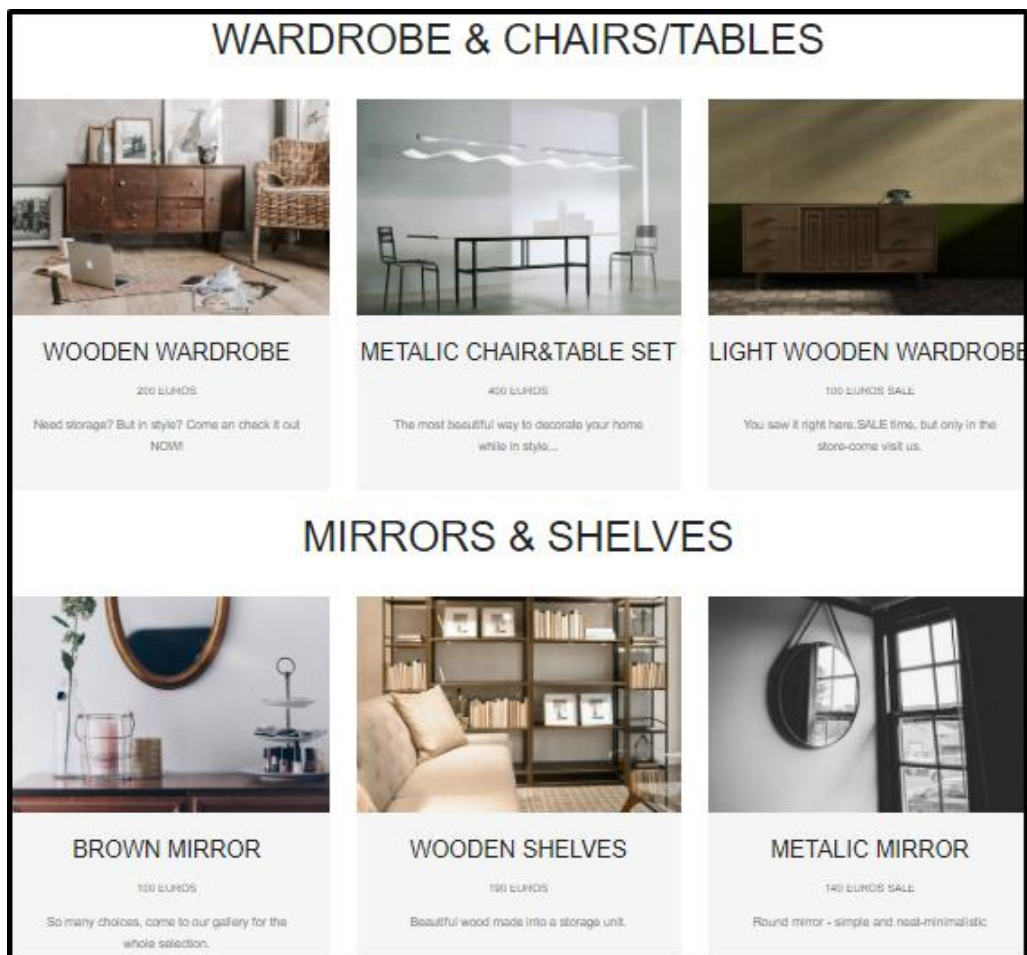 WARDROBE & CHAIRS/TABLES
WOODEN WARDROBE
200 EUROS
Need storage? But in style? Come an check it out
NOW!
METALIC CHAIR&TABLE SET
400 EUROS
The most beautiful way to decorate your home
while in style...
LIGHT WOODEN WARDROBE
100 EUROS SALE
You saw it right here.SALE time, but only in the
store-come visit us.
MIRRORS & SHELVES
BROWN MIRROR
100 EUROS
So many choices, come to our gallery for the
whole selection.
WOODEN SHELVES
190 EUROS
Beautiful wood made into a storage unit.
METALIC MIRROR
140 EUROS SALE
Round mirror - simple and neat-minimalistic